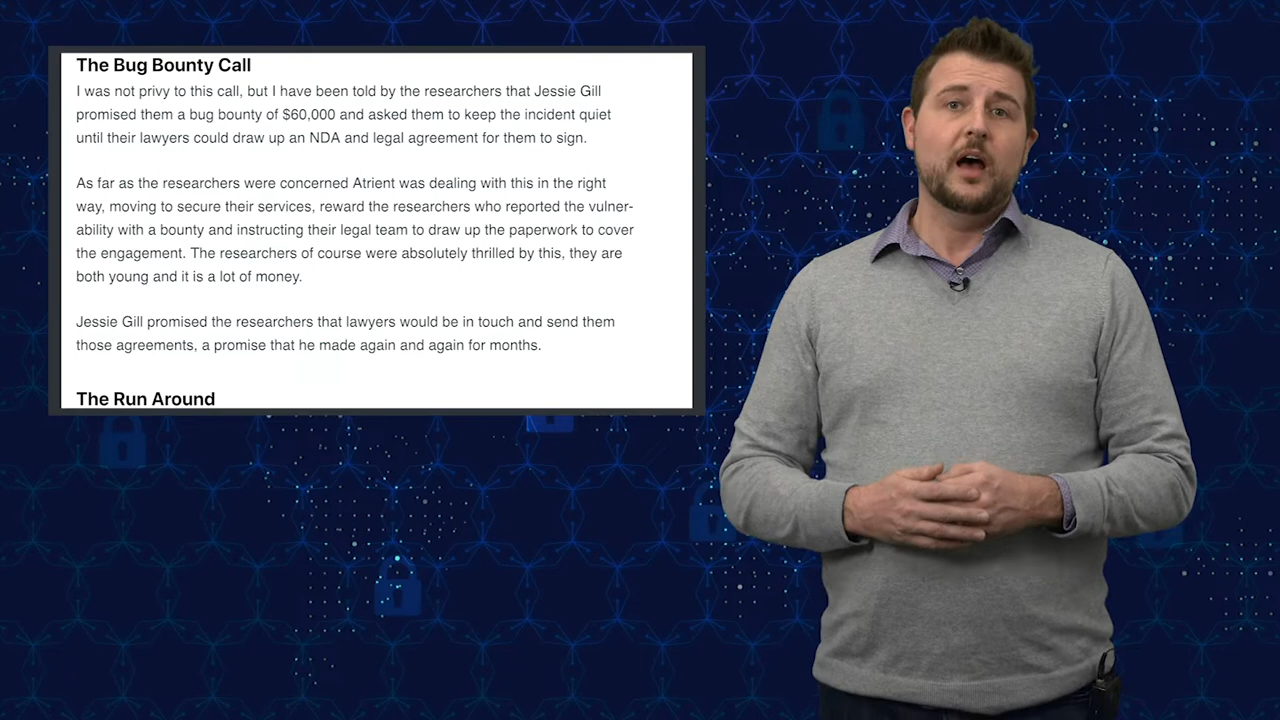 The Bug Bounty Call
I was not privy to this call, but I have been told by the researchers that Jessie Gill
promised them a bug bounty of $60,000 and asked them to keep the incident quiet
until their lawyers could draw up an NDA and legal agreement for them to sign.
As far as the researchers were concerned Atrient was dealing with this in the right
way, moving to secure their services, reward the researchers who reported the vulner-
ability with a bounty and instructing their legal team to draw up the paperwork to cover
the engagement. The researchers of course were absolutely thrilled by this, they are
both young and it is a lot of money.
Jessie Gill promised the researchers that lawyers would be in touch and send them
those agreements, a promise that he made again and again for months.
The Run Around